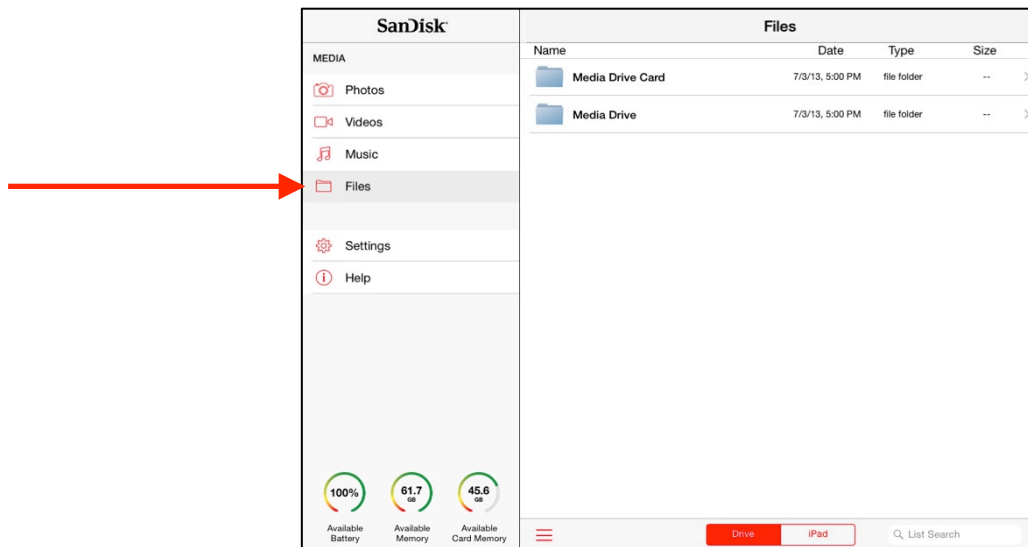 SanDisk
MEDIA
Photos
Videos
Music
Files
Settings
Help
100%
61.7
GB
45.6
GB
Available
Battery
Available
Memory
Available
Card Memory
Files
Name Date Type Size
Media Drive Card 7/3/13, 5:00 PM file folder --
Media Drive 7/3/13, 5:00 PM file folder --
Drive iPad List Search